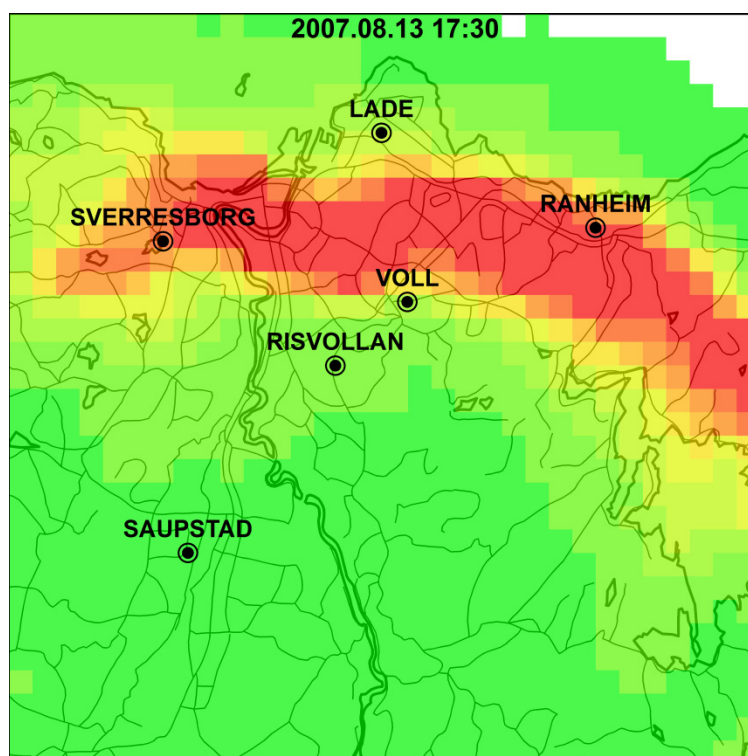 2007.08.13 17:30
LADE
SVERRESBORG
RANHEIM
VOLL
RISVOLLAN
SAUPSTAD